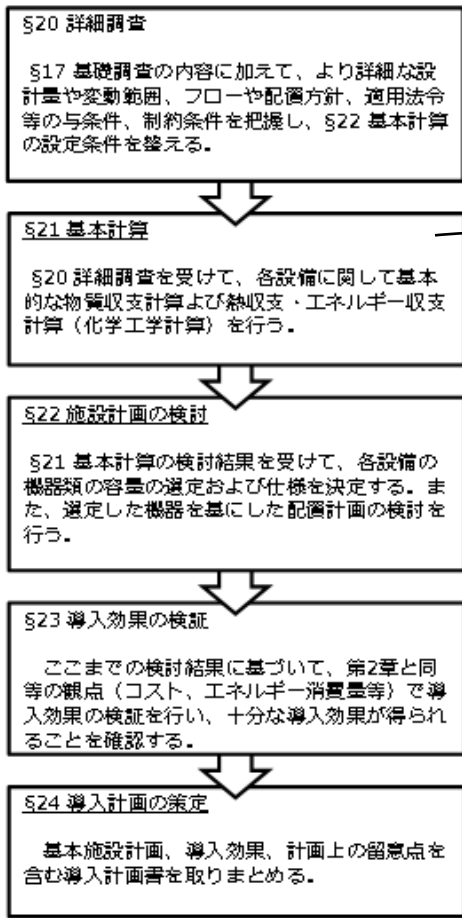 §20 詳細調査
§17 基礎調査の内容に加えて、より詳細な設
計量や変動範囲、フローや配置方針、適用法令
等の与条件、制約条件を把握し、§22 基本計算
の設定条件を整える。
§21 基本計算
§20 詳細調査を受けて、各設備に関して基本
的な物質収支計算よび熱収支・エネルギー収支
計算（化学工学計算）を行う。
§22 施設計画の検討
§21 基本計算の検討結果を受けて、各設備の
機器類の容量の選定および仕様を決定する。ま
た、選定した機器を基にした配置計画の検討を
行う。
§23 導入効果の検証
ここまでの検討結果に基づいて、第2章と同
等の観点（コスト、エネルギー消費量等）で導
入効果の検証を行い、十分な導入効果が得られ
ることを確認する。
§24 導入計画の策定
基本施設計画、導入効果、計画上の留意点を
含む導入計画書を取りまとめる。